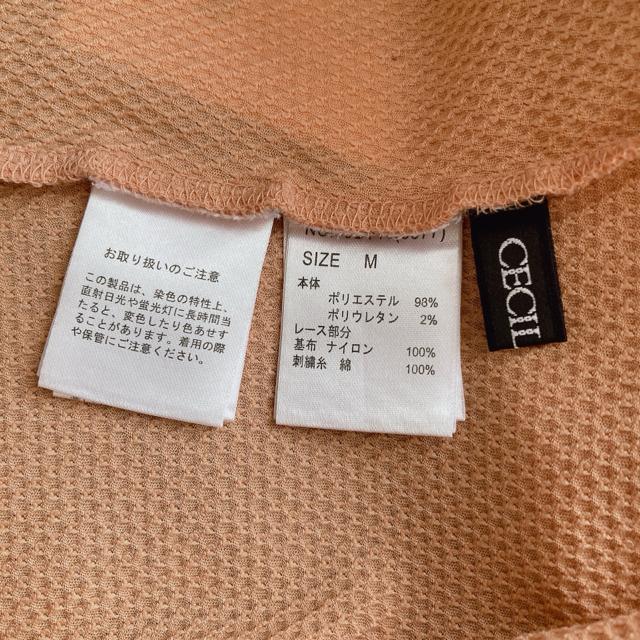 お取り扱いのご注意
この製品は、染色の特性上、
直射日光や蛍光灯に長時間当
たると、変色したり色あせす
ることがあります。着用の際
や保管にご注意ください。
SIZE M
本体
ポリエステル 98%
ポリウレタン 2%
レース部分
基布 ナイロン 100%
刺繍糸 綿 100%
CECIL